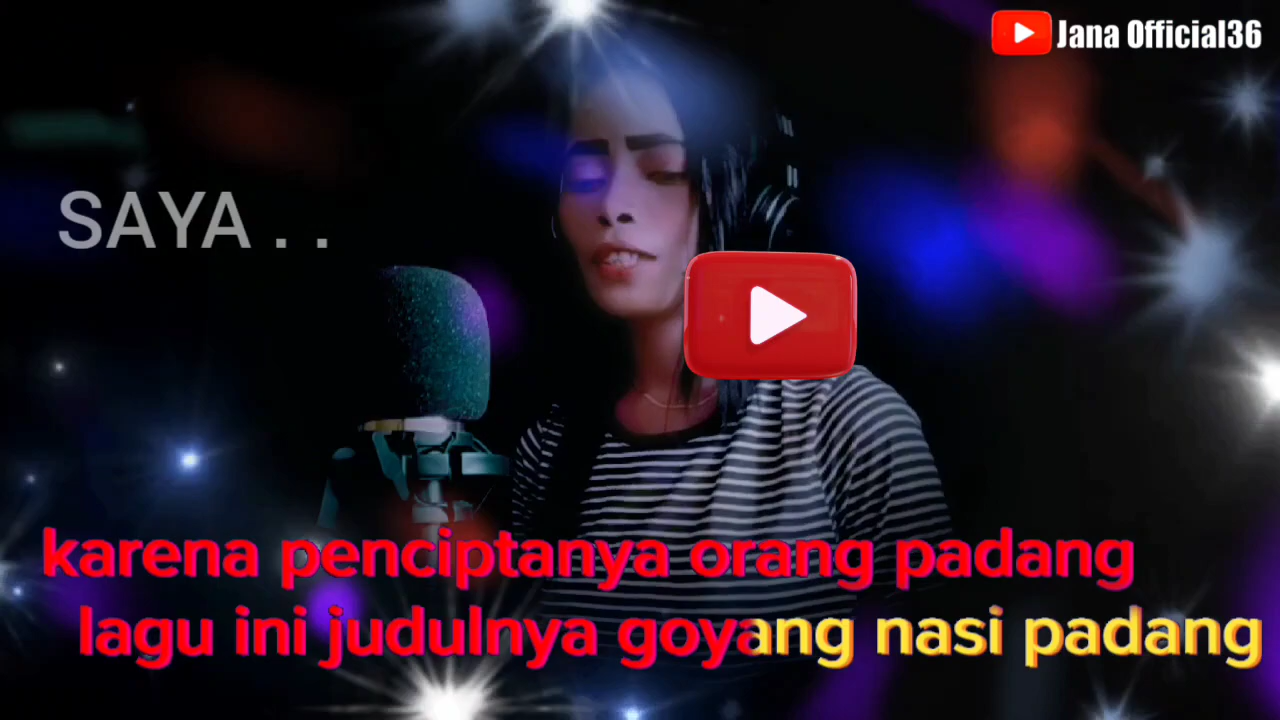 Jana Official36
SAYA . .
karena penciptanya orang padang
lagu ini judulnya goyang nasi padang